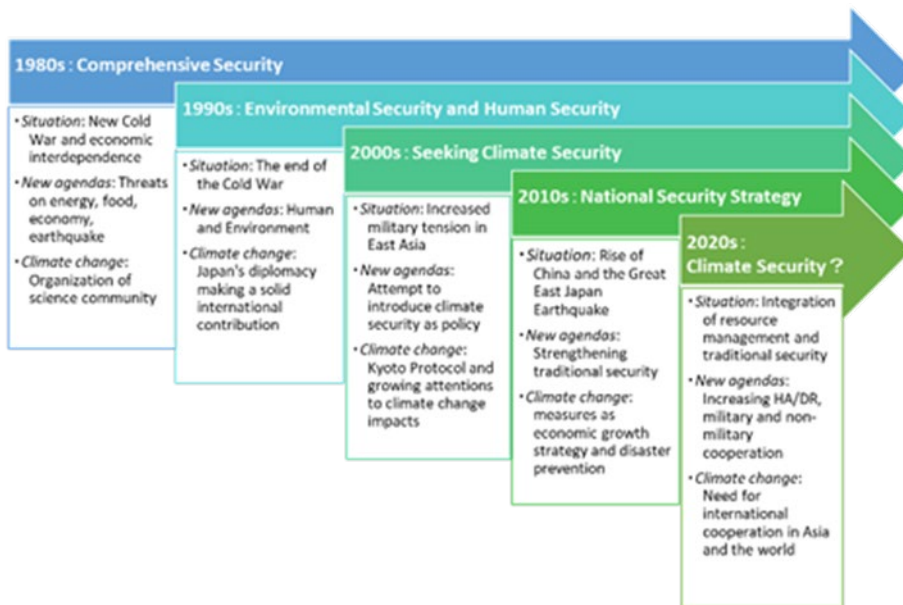 1980s : Comprehensive Security
• Situation: New Cold
War and economic
interdependence
• New agendas: Threats
on energy, food,
economy,
earthquake
• Climate change:
Organization of
science community
1990s : Environmental Security and Human Security
• Situation: The end of
the Cold War
• New agendas: Human
and Environment
• Climate change:
Japan's diplomacy
making a solid
international
contribution
2000s : Seeking Climate Security
• Situation: Increased
military tension in
East Asia
• New agendas:
Attempt to
introduce climate
security as policy
• Climate change:
Kyoto Protocol and
growing attentions
to climate change
impacts
2010s : National Security Strategy
• Situation: Rise of
China and the Great
East Japan
Earthquake
• New agendas:
Strengthening
traditional security
• Climate change:
measures as
economic growth
strategy and disaster
prevention
2020s :
Climate Security？
• Situation: Integration
of resource
management and
traditional security
• New agendas:
Increasing HA/DR,
military and non-
military
cooperation
• Climate change:
Need for
international
cooperation in Asia
and the world